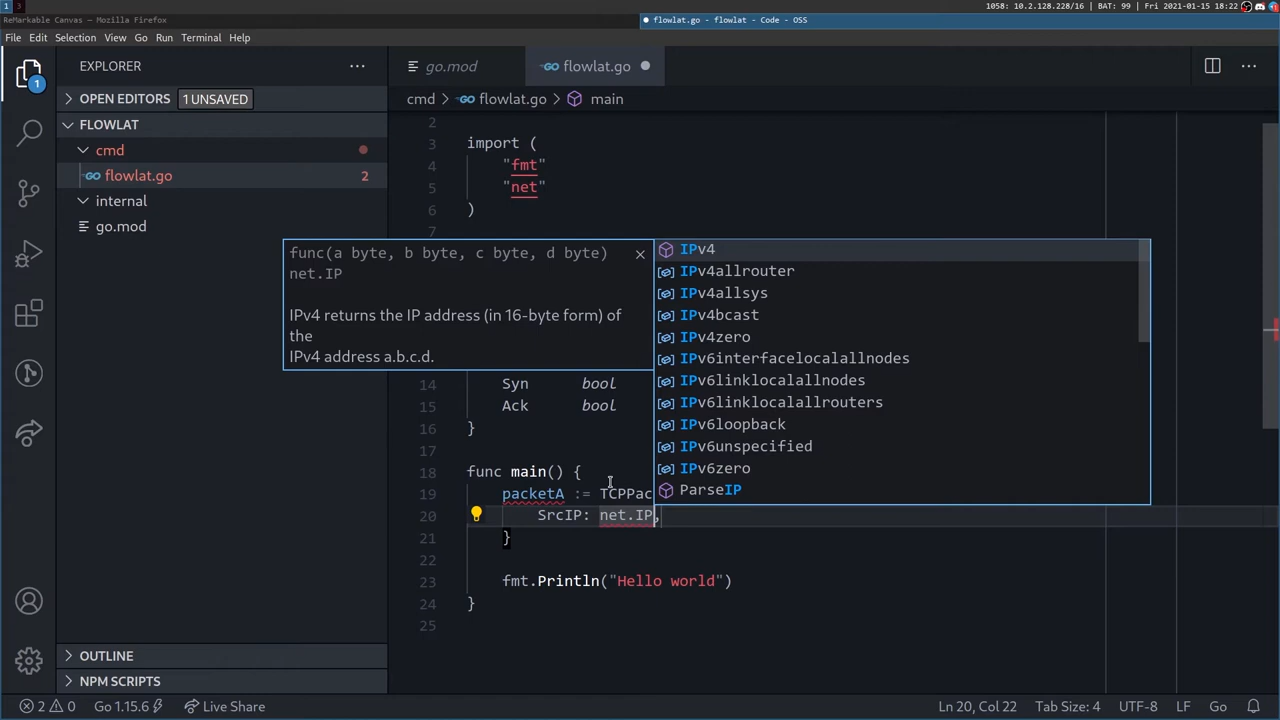 1 3 1058: 10.2.128.228/16 | BAT: 99 | Fri 2021-01-15 18:22
ReMarkable Canvas - Mozilla Firefox flowlat.go - flowlat - Code - OSS
File Edit Selection View Go Run Terminal Help
EXPLORER ···
go.mod flowlat.go
OPEN EDITORS 1 UNSAVED
cmd > flowlat.go > main
FLOWLAT
cmd
flowlat.go 2
internal
go.mod
1
2
3 import (
4 "fmt"
5 "net"
6 )
7
func(a byte, b byte, c byte, d byte)
net.IP
IPv4 returns the IP address (in 16-byte form) of
the
IPv4 address a.b.c.d.
IPv4
IPv4allrouter
IPv4allsys
IPv4bcast
IPv4zero
IPv6interfacelocalallnodes
IPv6linklocalallnodes
IPv6linklocalallrouters
IPv6loopback
IPv6unspecified
IPv6zero
ParseIP
14 Syn bool
15 Ack bool
16 }
17
18 func main() {
19 packetA := TCPPac
20 SrcIP: net.IP,
21 }
22
23 fmt.Println("Hello world")
24 }
25
OUTLINE
NPM SCRIPTS
2 0 Go 1.15.6 Live Share Ln 20, Col 22 Tab Size: 4 UTF-8 LF Go